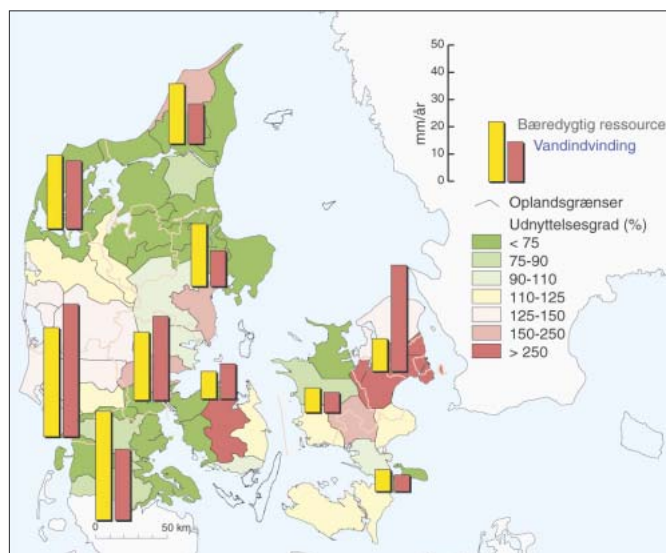 50
40
30
20
10
0
mm/år
Bæredygtig ressource
Vandindvinding
Oplandsgrænser
Udnyttelsesgrad (%)
< 75
75-90
90-110
110-125
125-150
150-250
> 250
0 50 km